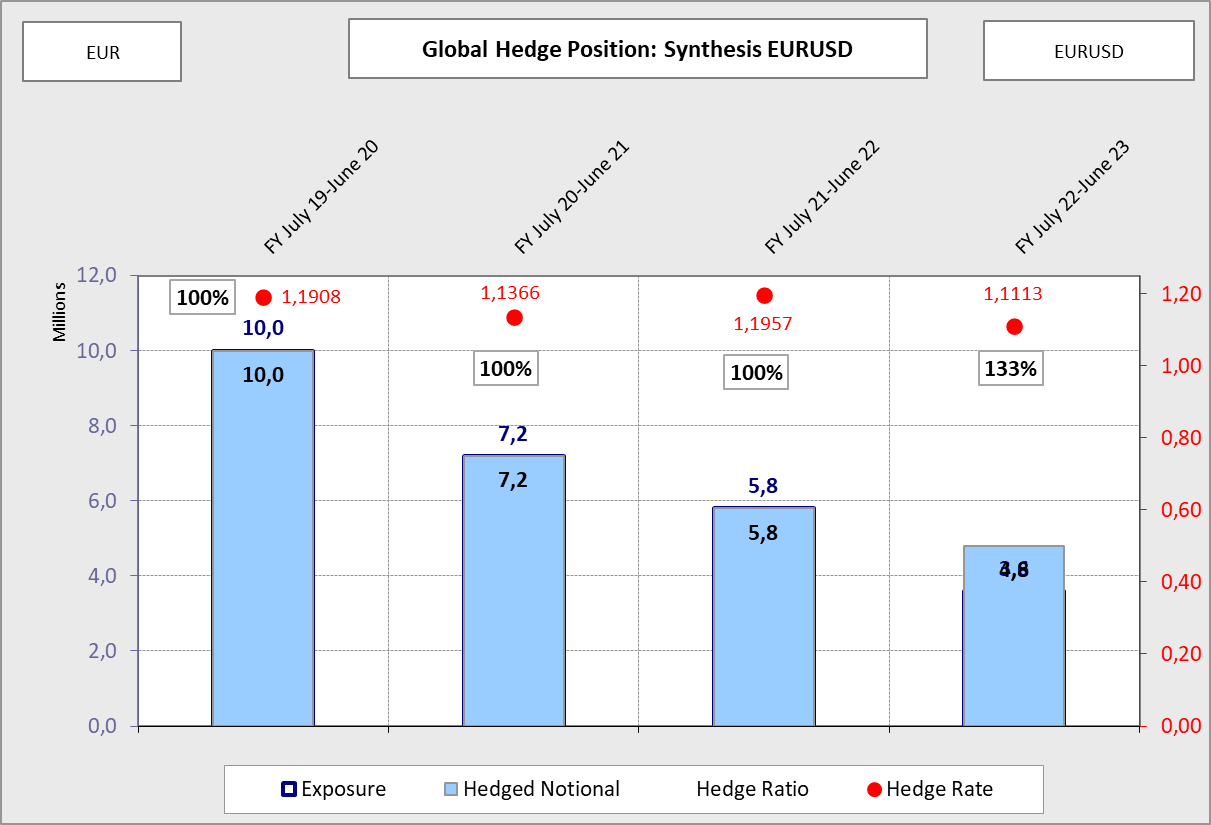 EUR
Global Hedge Position: Synthesis EURUSD
EURUSD
FY July 19-June 20
FY July 20-June 21
FY July 21-June 22
FY July 22-June 23
Millions
12,0
10,0
8,0
6,0
4,0
2,0
0,0
100%
1,1908
10,0
10,0
1,1366
100%
7,2
7,2
1,1957
100%
5,8
5,8
1,1113
133%
3,6
4,8
1,20
1,00
0,80
0,60
0,40
0,20
0,00
Exposure
Hedged Notional
Hedge Ratio
Hedge Rate